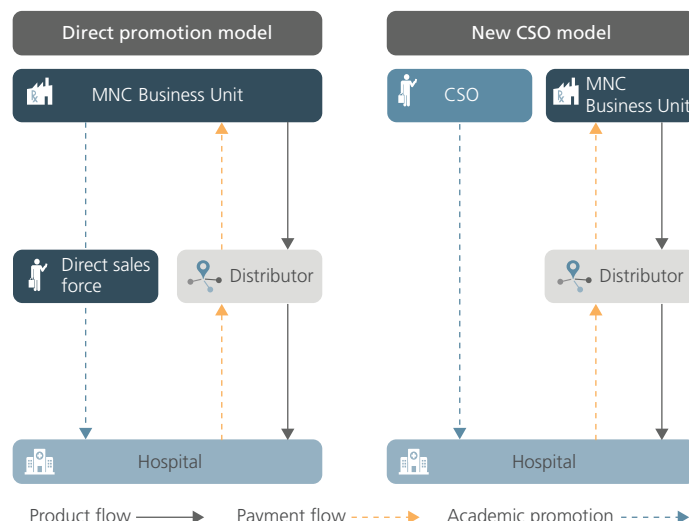 Direct promotion model
New CSO model
MNC Business Unit
CSO
MNC
Business Unit
Direct sales
force
Distributor
Distributor
Hospital
Hospital
Product flow
Payment flow
Academic promotion